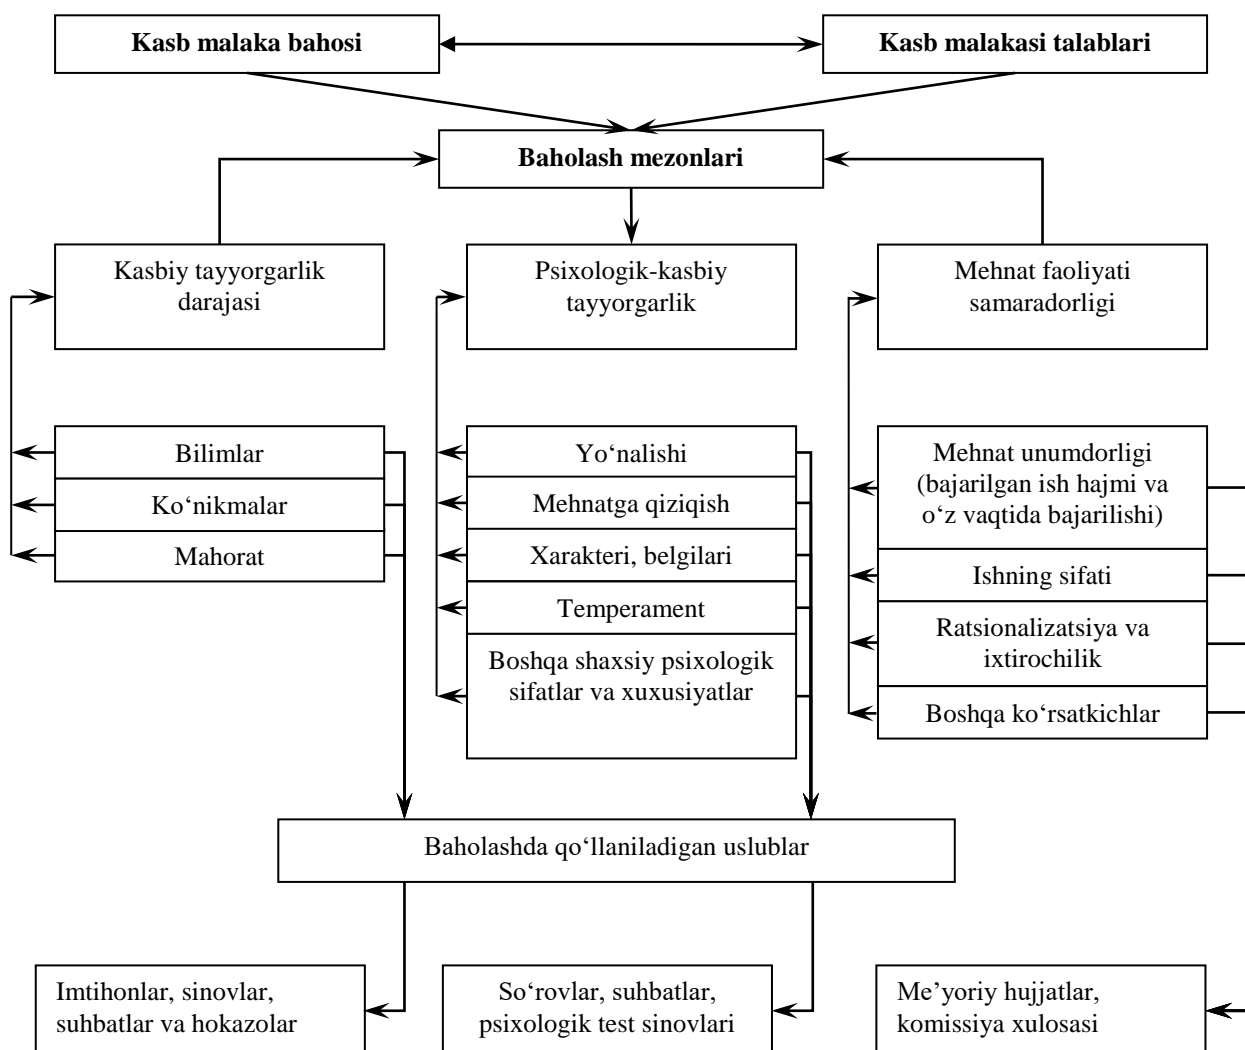 Kasb malaka bahosi
Kasb malakasi talablari
Baholash mezonlari
Kasbiy tayyorgarlik
darajasi
Psixologik-kasbiy
tayyorgarlik
Mehnat faoliyati
samaradorligi
Bilimlar
Ko‘nikmalar
Mahorat
Yo‘nalishi
Mehnatga qiziqish
Xarakteri, belgilari
Temperament
Boshqa shaxsiy psixologik
sifatlar va xuxusiyatlar
Mehnat unumdorligi
(bajarilgan ish hajmi va
o‘z vaqtida bajarilishi)
Ishning sifati
Ratsionalizatsiya va
ixtirochilik
Boshqa ko‘rsatkichlar
Baholashda qo‘llaniladigan uslublar
Imtihonlar, sinovlar,
suhbatlar va hokazolar
So‘rovlar, suhbatlar,
psixologik test sinovlari
Me’yoriy hujjatlar,
komissiya xulosasi